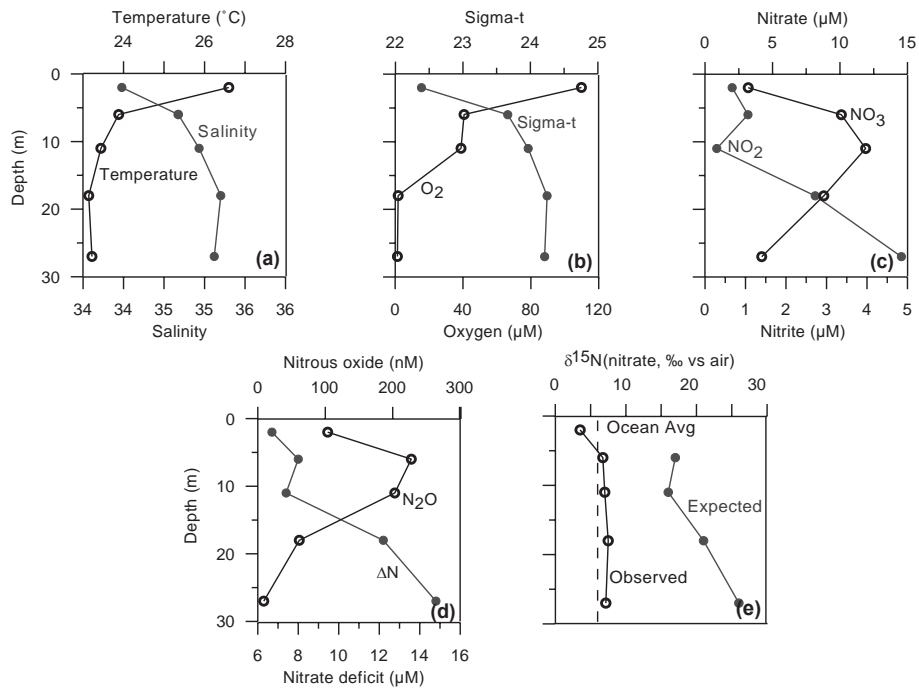 Temperature (˚C)
24 26 28
0
10
20
30
Depth (m)
Salinity
Temperature
(a)
34 34 35 35 36 36
Salinity
Sigma-t
22 23 24 25
Sigma-t
O2
(b)
0 40 80 120
Oxygen (µM)
Nitrate (µM)
0 5 10 15
NO3
NO2
(c)
0 1 2 3 4 5
Nitrite (µM)
Nitrous oxide (nM)
0 100 200 300
0
10
20
30
Depth (m)
N2O
ΔN
(d)
6 8 10 12 14 16
Nitrate deficit (µM)
δ15N(nitrate, ‰ vs air)
0 10 20 30
Ocean Avg
Expected
Observed
(e)